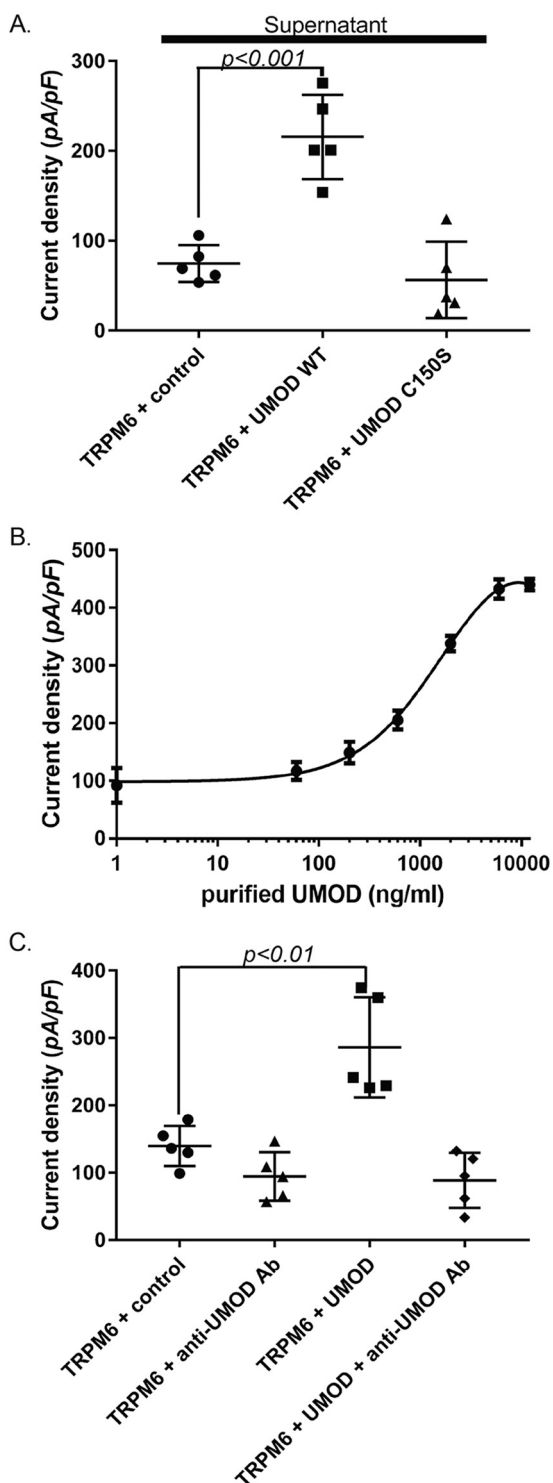 A.
Supernatant
p<0.001
Current density (pA/pF)
300
200
100
0
TRPM6 + control
TRPM6 + UMOD WT
TRPM6 + UMOD C150S
B.
Current density (pA/pF)
500
400
300
200
100
0
1
10
100
1000
10000
purified UMOD (ng/ml)
C.
p<0.01
Current density (pA/pF)
400
300
200
100
0
TRPM6 + control
TRPM6 + anti-UMOD Ab
TRPM6 + UMOD
TRPM6 + UMOD + anti-UMOD Ab